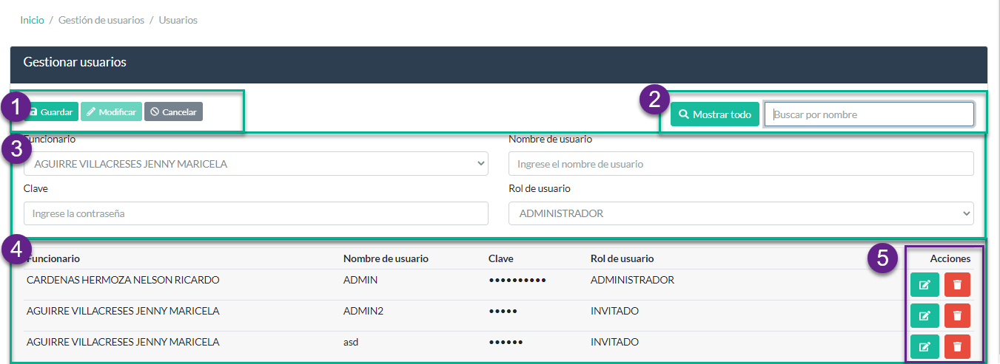 Inicio / Gestión de usuarios / Usuarios
Gestionar usuarios
1 Guardar Modificar Cancelar 2 Mostrar todo Buscar por nombre
3 Funcionario Nombre de usuario
AGUIRRE VILLACRESES JENNY MARICELA Ingrese el nombre de usuario
Clave Rol de usuario
Ingrese la contraseña ADMINISTRADOR
4 Funcionario Nombre de usuario Clave Rol de usuario 5 Acciones
CARDENAS HERMOZA NELSON RICARDO ADMIN •••••••••• ADMINISTRADOR
AGUIRRE VILLACRESES JENNY MARICELA ADMIN2 ••••• INVITADO
AGUIRRE VILLACRESES JENNY MARICELA asd •••••• INVITADO